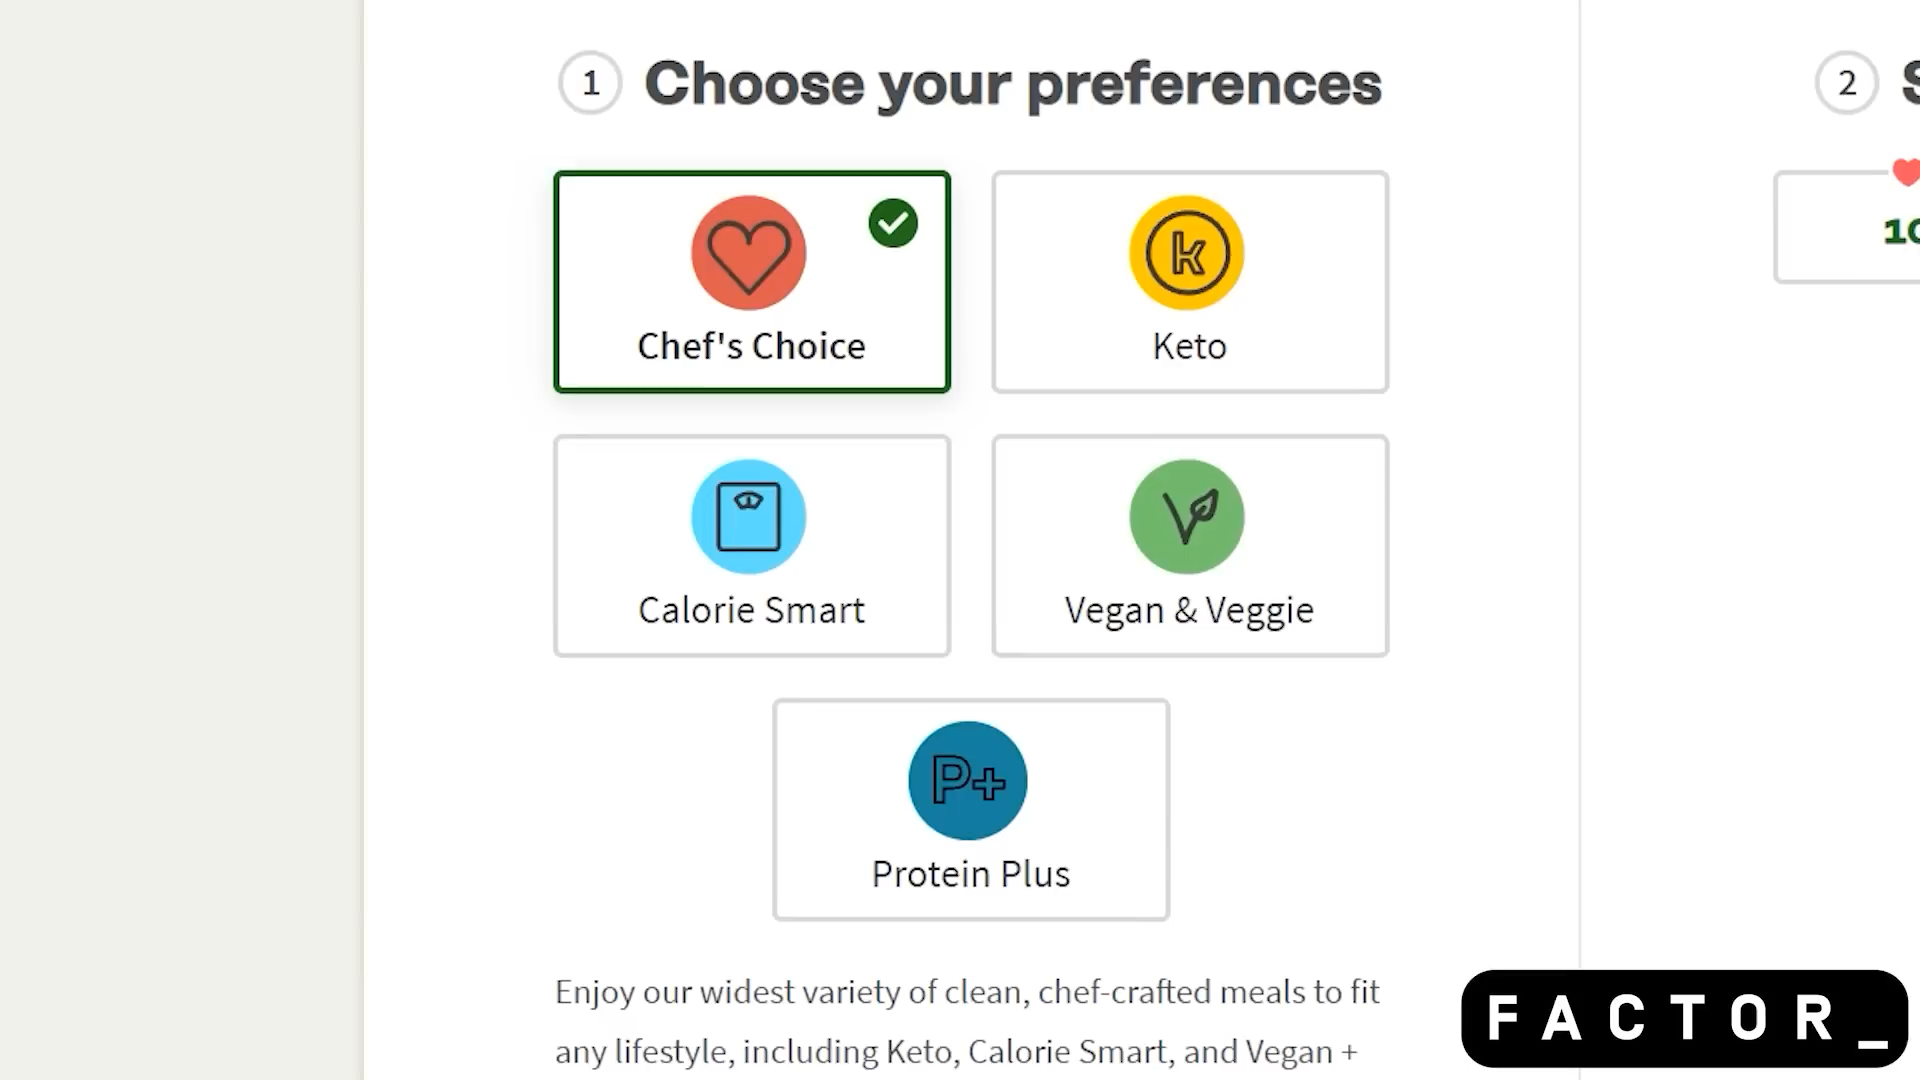 1 Choose your preferences
2
10
Chef's Choice
k
Keto
Calorie Smart
V
Vegan & Veggie
P+
Protein Plus
Enjoy our widest variety of clean, chef-crafted meals to fit
any lifestyle, including Keto, Calorie Smart, and Vegan +
FACTOR_